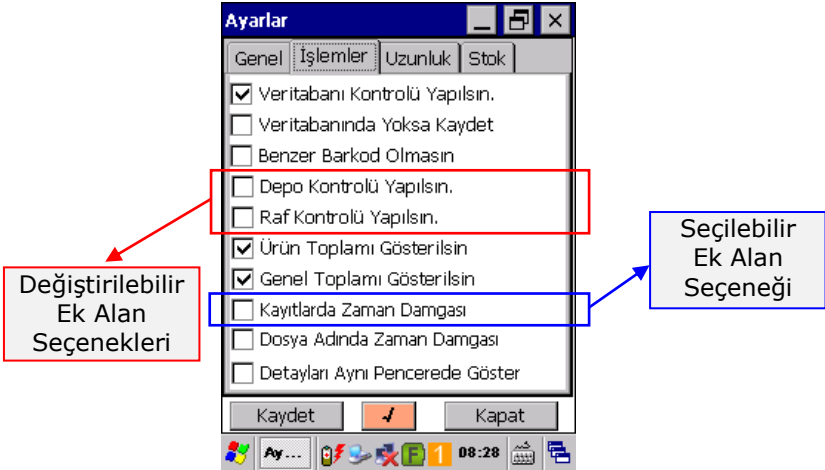 Ayarlar
Genel İşlemler Uzunluk Stok
Veritabanı Kontrolü Yapılsın.
Veritabanında Yoksa Kaydet
Benzer Barkod Olmasın
Depo Kontrolü Yapılsın.
Raf Kontrolü Yapılsın.
Ürün Toplamı Gösterilsin
Genel Toplamı Gösterilsin
Kayıtlarda Zaman Damgası
Dosya Adında Zaman Damgası
Detayları Aynı Pencerede Göster
Kaydet Kapat
Ay... F 1 08:28
Değiştirilebilir
Ek Alan
Seçenekleri
Seçilebilir
Ek Alan
Seçeneği